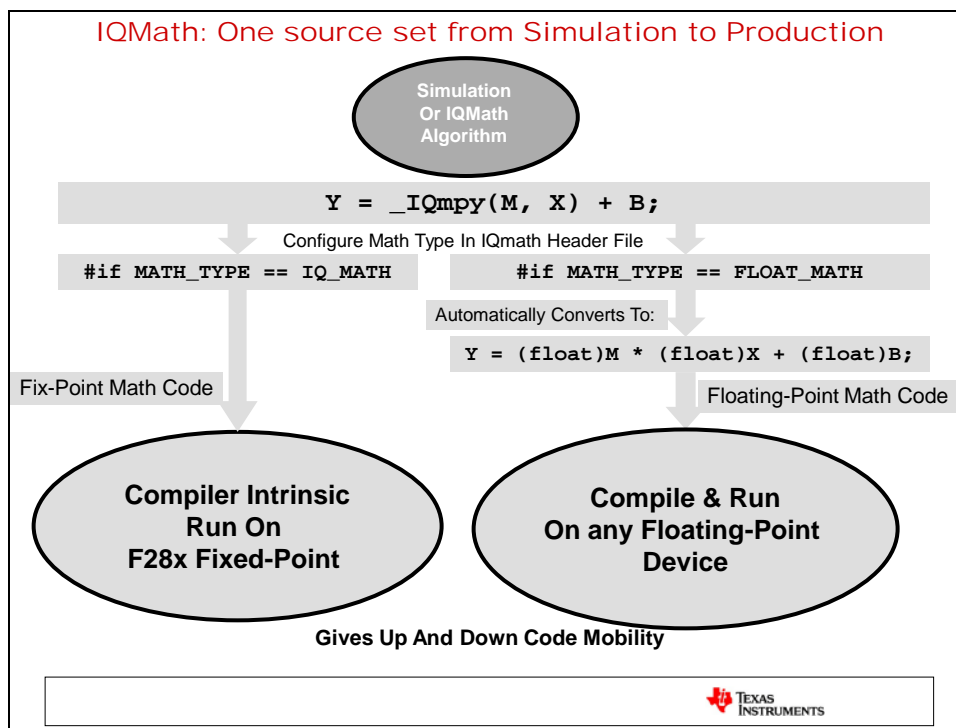 IQMath: One source set from Simulation to Production
Simulation
Or IQMath
Algorithm
Y = _IQmpy(M, X) + B;
Configure Math Type In IQmath Header File
#if MATH_TYPE == IQ_MATH
#if MATH_TYPE == FLOAT_MATH
Automatically Converts To:
Y = (float)M * (float)X + (float)B;
Fix-Point Math Code
Floating-Point Math Code
Compiler Intrinsic
Run On
F28x Fixed-Point
Compile & Run
On any Floating-Point
Device
Gives Up And Down Code Mobility
TEXAS
INSTRUMENTS